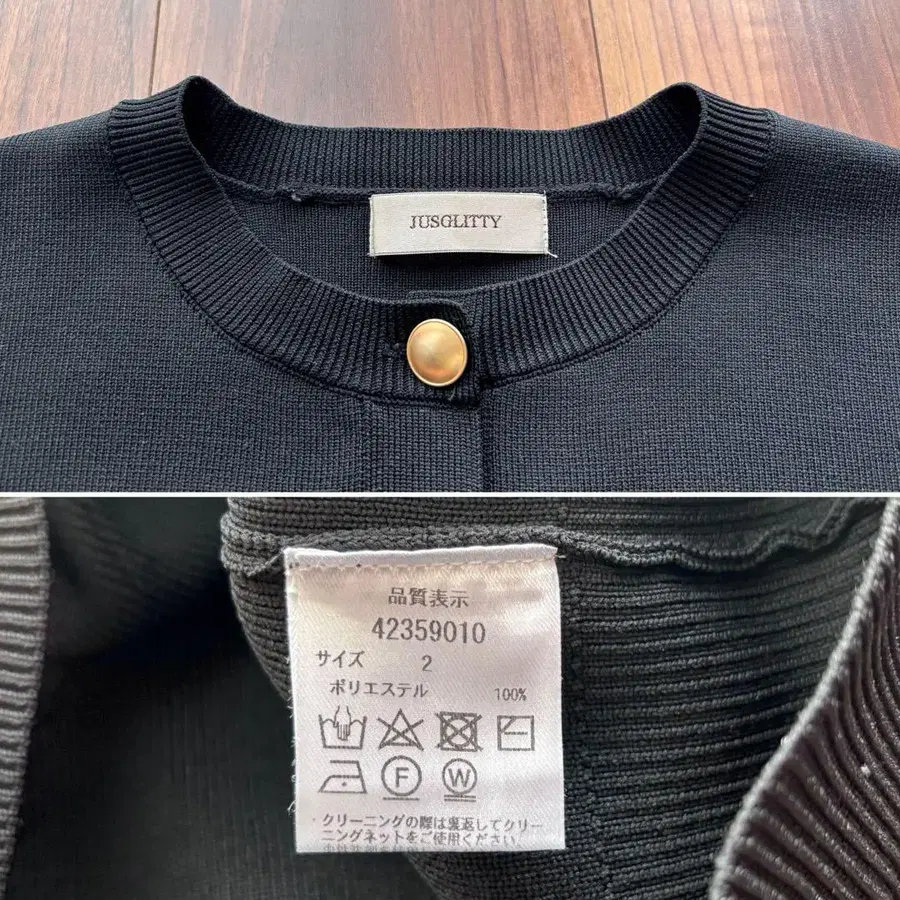 JUSGLITTY
品質表示
42359010
サイズ 2
ポリエステル 100%
F W
・クリーニングの際は裏返してクリー
ニングネットをご使用ください。